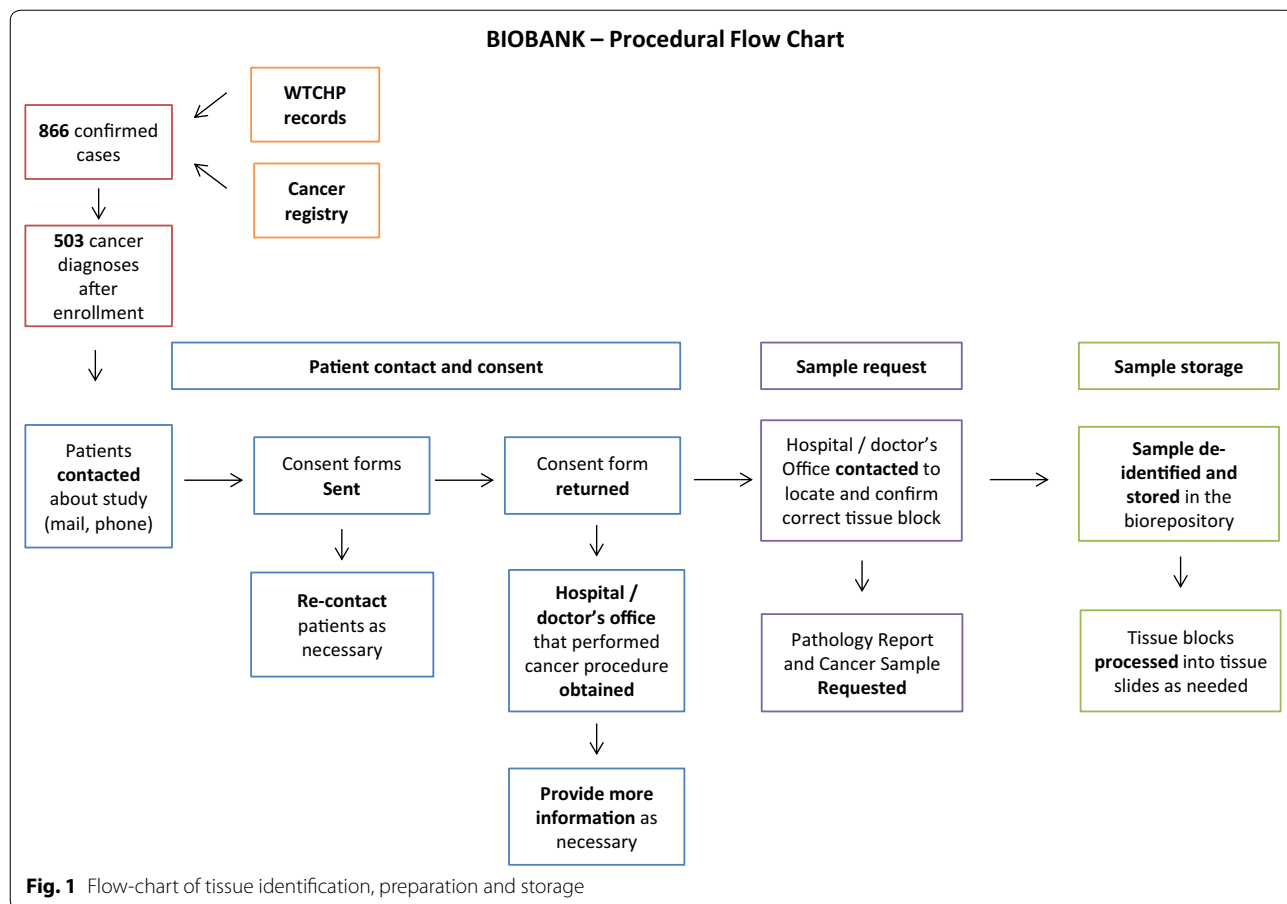 BIOBANK – Procedural Flow Chart
WTCHP
records
866 confirmed
cases
Cancer
registry
503 cancer
diagnoses
after
enrollment
Patient contact and consent
Sample request
Sample storage
Patients
contacted
about study
(mail, phone)
Consent forms
Sent
Consent form
returned
Hospital / doctor's
Office contacted to
locate and confirm
correct tissue block
Sample de-
identified and
stored in the
biorepository
Re-contact
patients as
necessary
Hospital /
doctor's office
that performed
cancer procedure
obtained
Pathology Report
and Cancer Sample
Requested
Tissue blocks
processed into tissue
slides as needed
Provide more
information as
necessary
Fig. 1 Flow-chart of tissue identification, preparation and storage